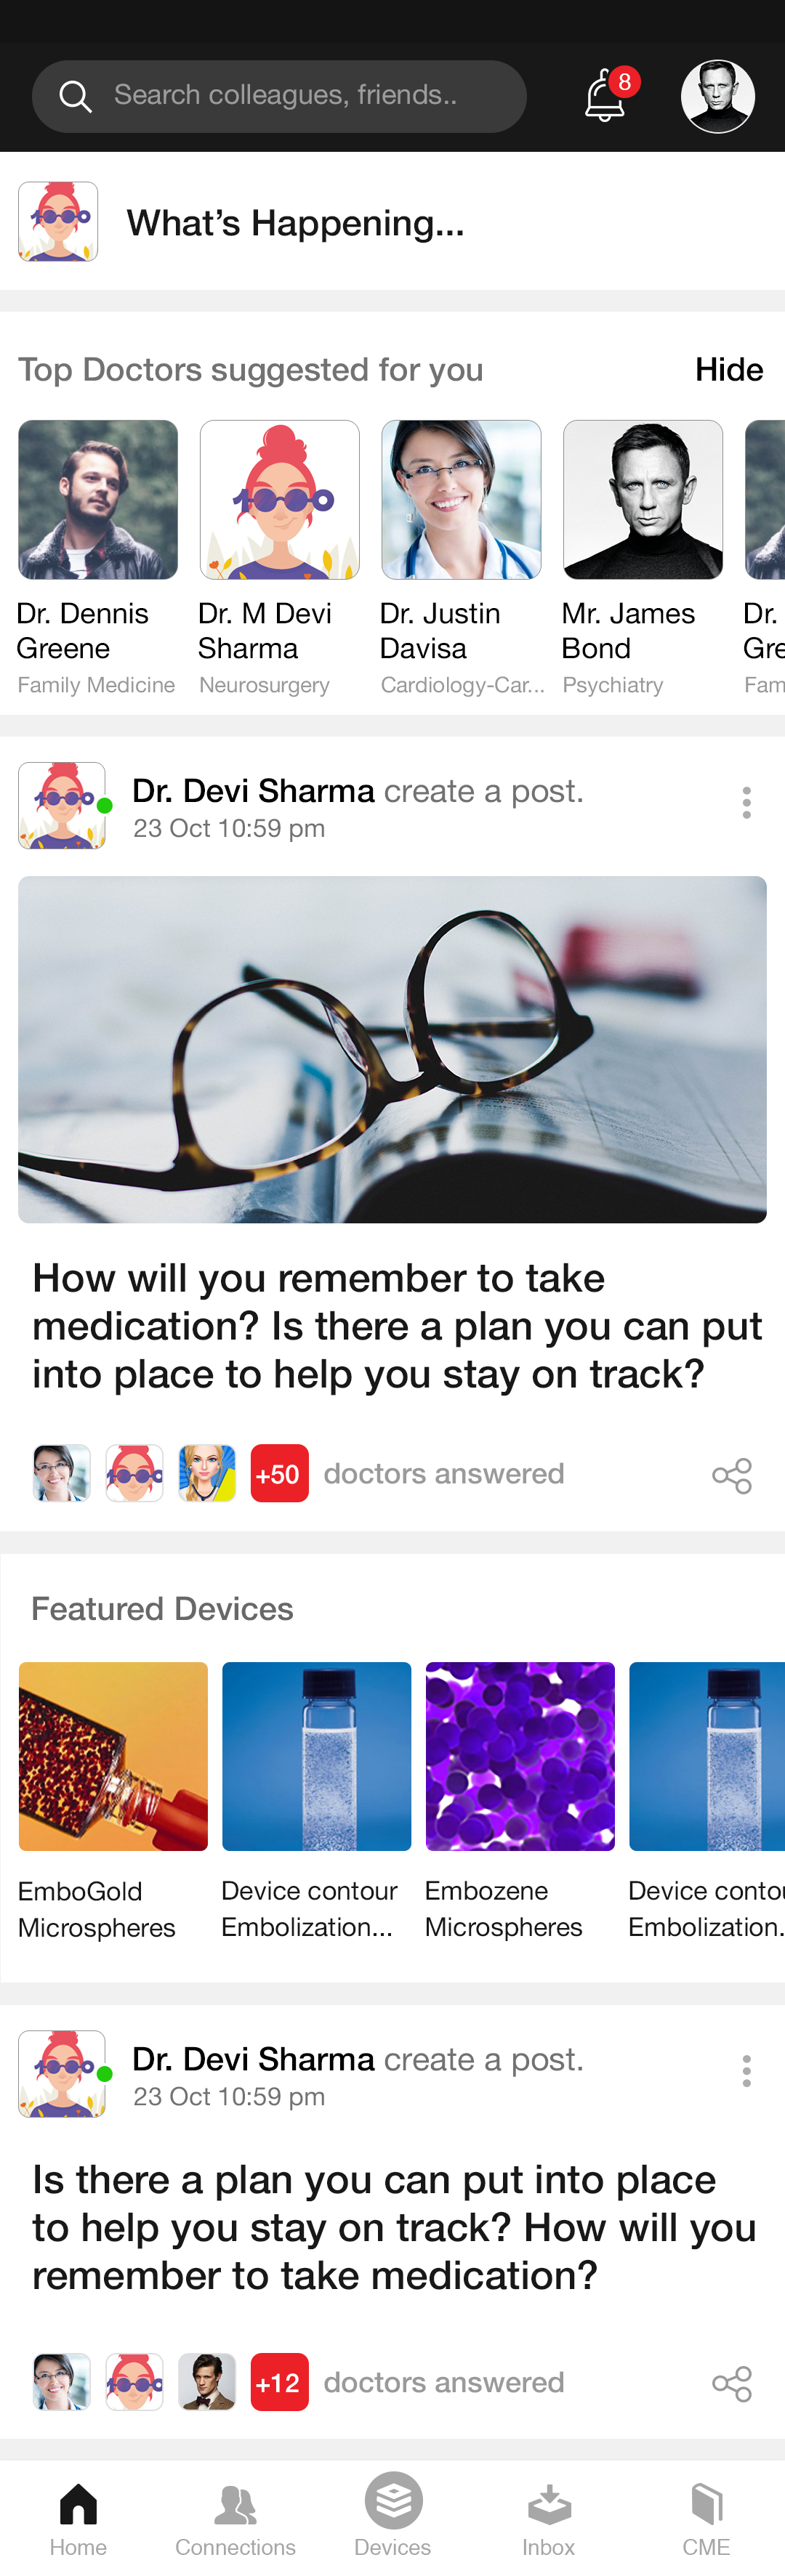 Search colleagues, friends..
8
What's Happening...
Top Doctors suggested for you
Hide
Dr. Dennis
Greene
Family Medicine
Dr. M Devi
Sharma
Neurosurgery
Dr. Justin
Davisa
Cardiology-Car...
Mr. James
Bond
Psychiatry
Dr.
Gre
Fam
Dr. Devi Sharma create a post.
23 Oct 10:59 pm
How will you remember to take
medication? Is there a plan you can put
into place to help you stay on track?
+50 doctors answered
Featured Devices
EmboGold
Microspheres
Device contour
Embolization...
Embozene
Microspheres
Device contou
Embolization.
Dr. Devi Sharma create a post.
23 Oct 10:59 pm
Is there a plan you can put into place
to help you stay on track? How will you
remember to take medication?
+12 doctors answered
Home
Connections
Devices
Inbox
CME